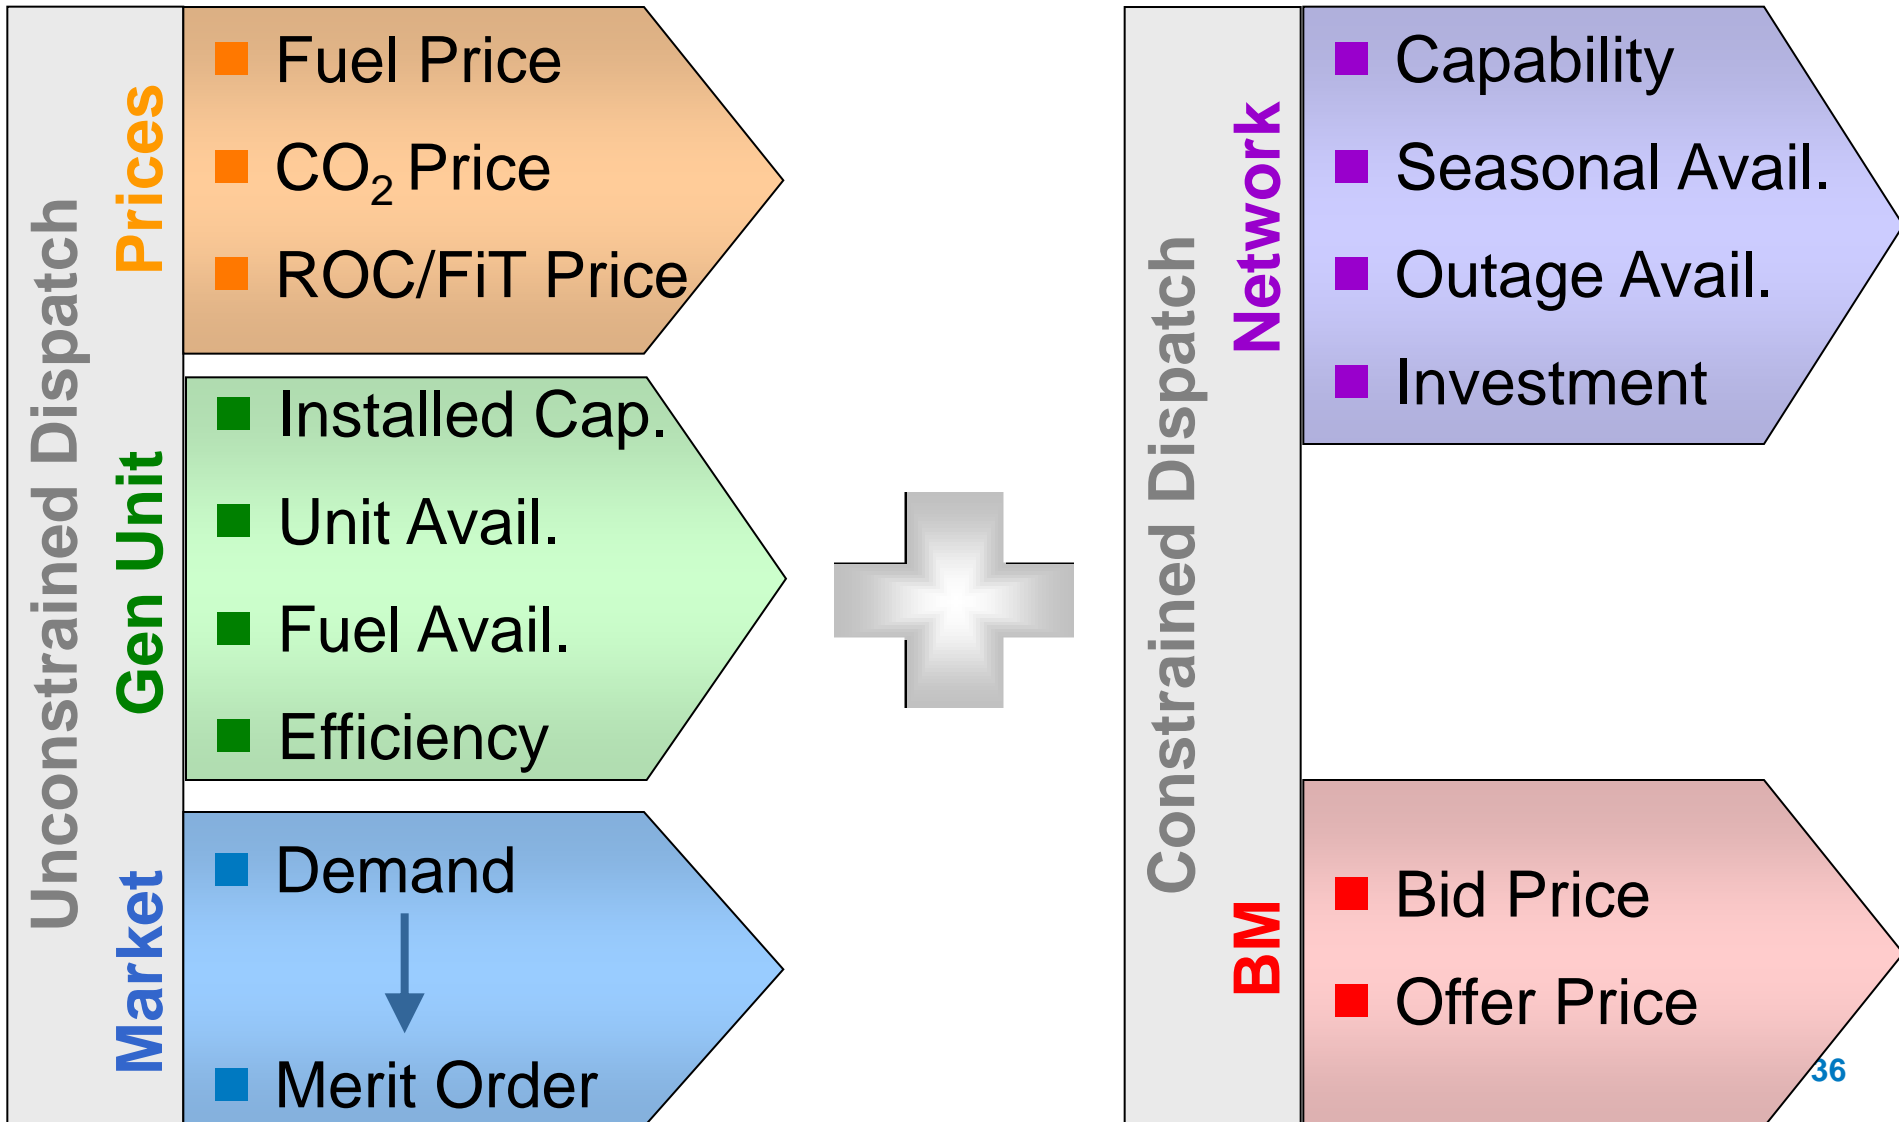 Unconstrained Dispatch
Prices
Fuel Price
CO₂ Price
ROC/FiT Price
Gen Unit
Installed Cap.
Unit Avail.
Fuel Avail.
Efficiency
Market
Demand
Merit Order
Constrained Dispatch
Network
Capability
Seasonal Avail.
Outage Avail.
Investment
BM
Bid Price
Offer Price
36